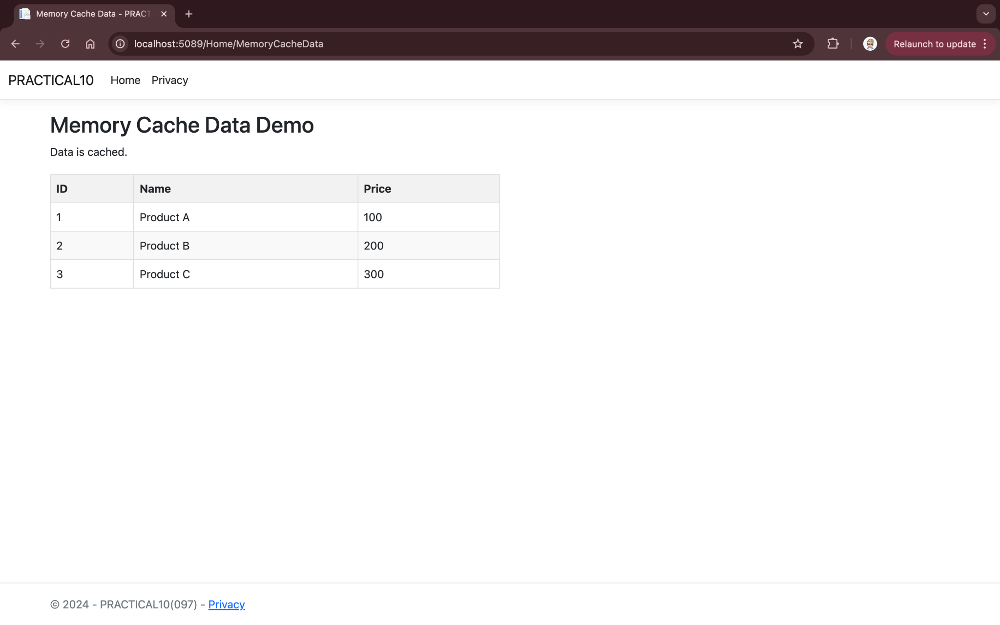 Memory Cache Data - PRACT
localhost:5089/Home/MemoryCacheData
Relaunch to update
PRACTICAL10 Home Privacy
Memory Cache Data Demo
Data is cached.
ID Name Price
1 Product A 100
2 Product B 200
3 Product C 300
© 2024 - PRACTICAL10(097) - Privacy